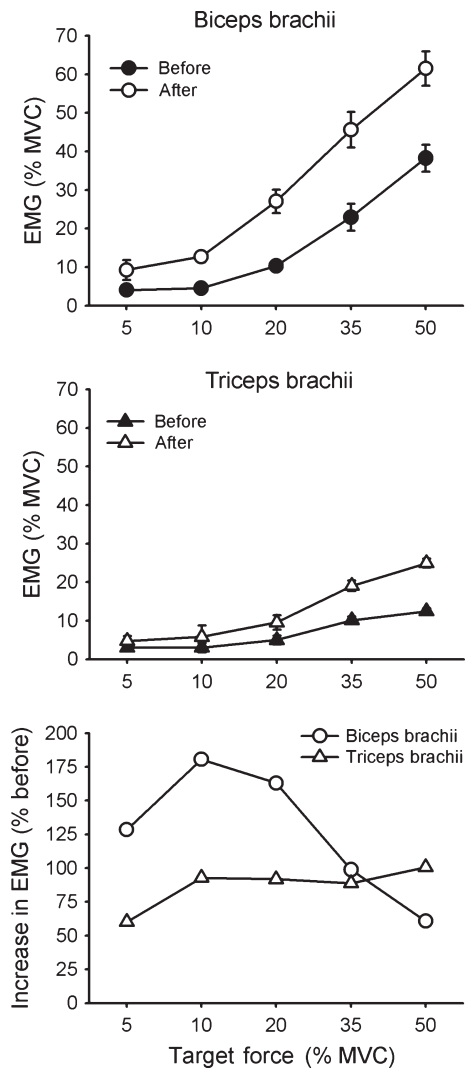 Biceps brachii
EMG (% MVC)
70
60
50
40
30
20
10
0
Before
After
5 10 20 35 50
Triceps brachii
EMG (% MVC)
70
60
50
40
30
20
10
0
Before
After
5 10 20 35 50
Increase in EMG (% before)
200
175
150
125
100
75
50
25
0
Biceps brachii
Triceps brachii
5 10 20 35 50
Target force (% MVC)